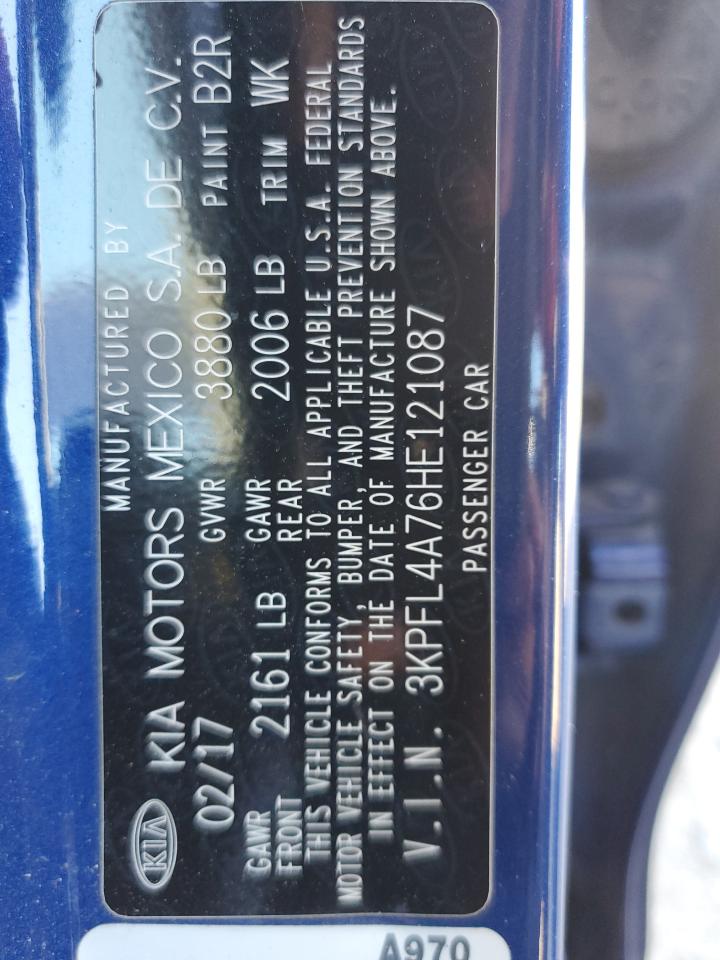 MANUFACTURED BY
KIA KIA MOTORS MEXICO S.A. DE C.V.
02/17 GVWR 3880 LB PAINT B2R
GAWR FRONT 2161 LB GAWR REAR 2006 LB TRIM WK
THIS VEHICLE CONFORMS TO ALL APPLICABLE U.S.A. FEDERAL
MOTOR VEHICLE SAFETY, BUMPER, AND THEFT PREVENTION STANDARDS
IN EFFECT ON THE DATE OF MANUFACTURE SHOWN ABOVE.
V.I.N. 3KPFL4A76HE121087
PASSENGER CAR
A970